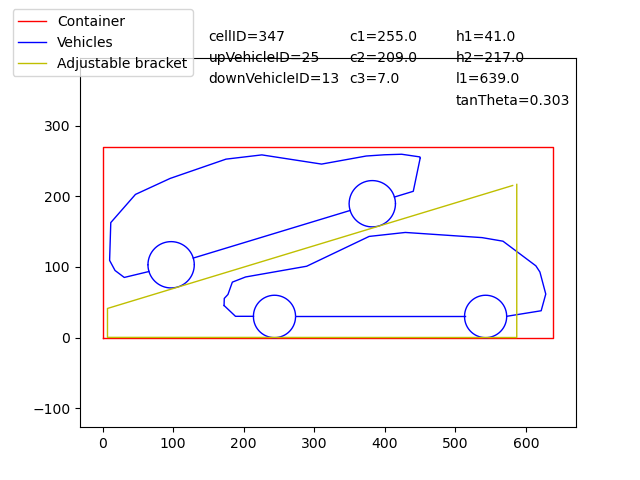 Container
Vehicles
Adjustable bracket
cellID=347 c1=255.0 h1=41.0
upVehicleID=25 c2=209.0 h2=217.0
downVehicleID=13 c3=7.0 l1=639.0
tanTheta=0.303
300
200
100
0
−100
0 100 200 300 400 500 600